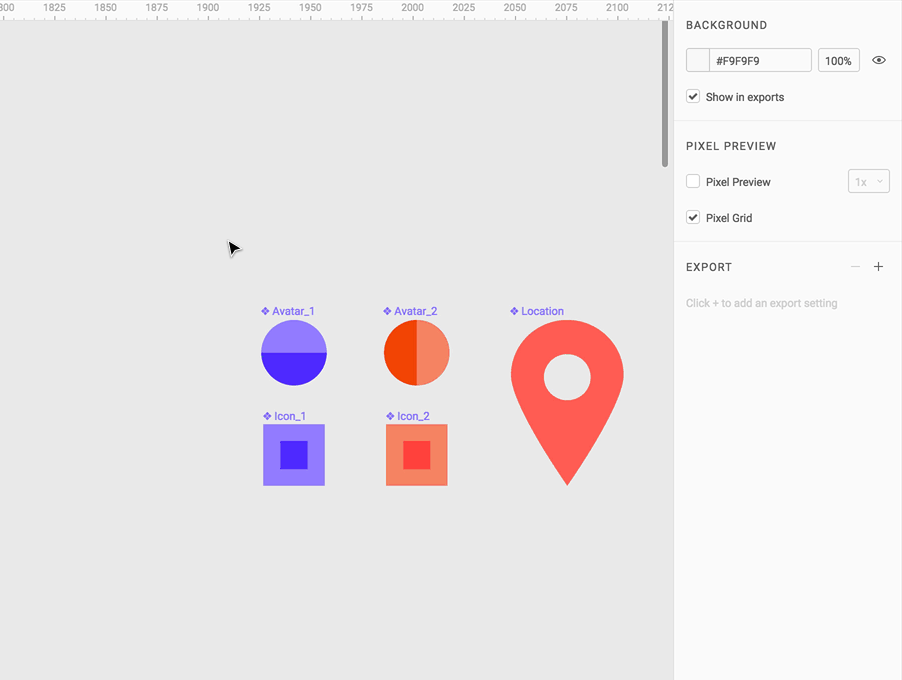 800 1825 1850 1875 1900 1925 1950 1975 2000 2025 2050 2075 2100 212
BACKGROUND
#F9F9F9 100%
Show in exports
PIXEL PREVIEW
Pixel Preview 1x
Pixel Grid
EXPORT
Click + to add an export setting
Avatar_1 Avatar_2 Location
Icon_1 Icon_2